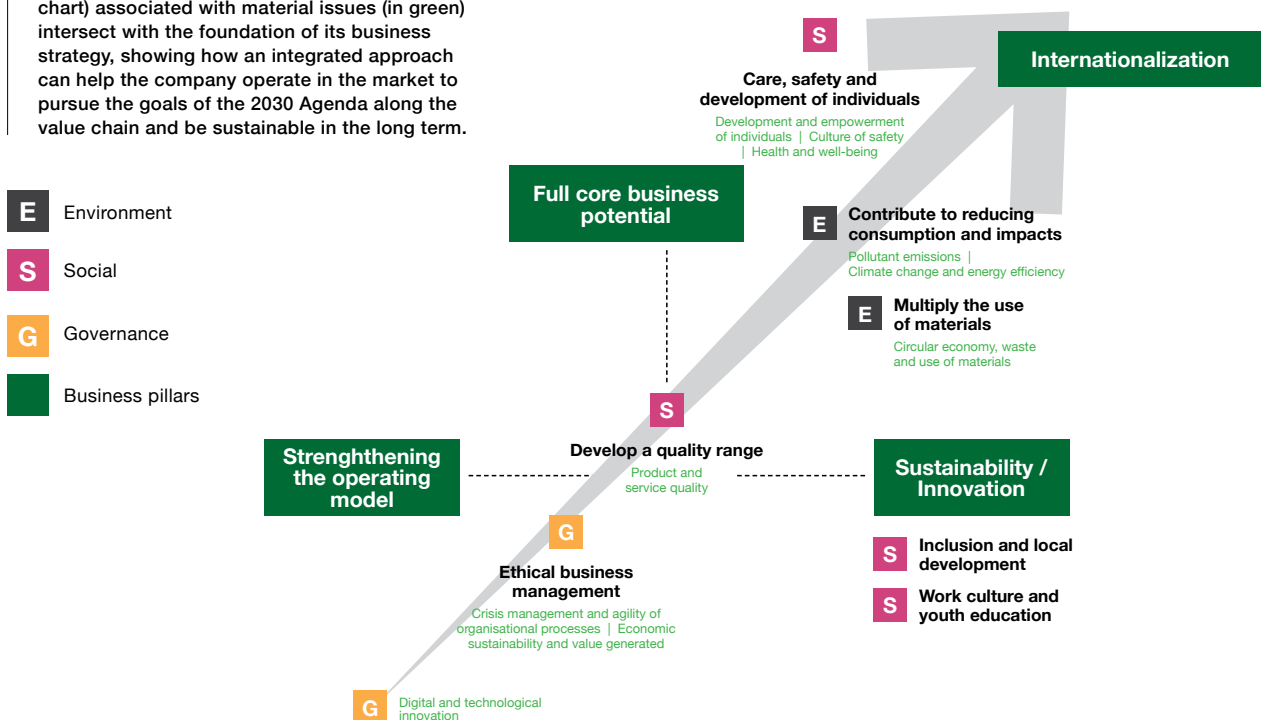 chart) associated with material issues (in green)
intersect with the foundation of its business
strategy, showing how an integrated approach
can help the company operate in the market to
pursue the goals of the 2030 Agenda along the
value chain and be sustainable in the long term.
E
Environment
S
Social
G
Governance
Business pillars
S
Care, safety and
development of individuals
Development and empowerment
of individuals | Culture of safety
| Health and well-being
Internationalization
Full core business
potential
E
Contribute to reducing
consumption and impacts
Pollutant emissions |
Climate change and energy efficiency
E
Multiply the use
of materials
Circular economy, waste
and use of materials
S
Develop a quality range
Product and
service quality
Strenghthening
the operating
model
Sustainability /
Innovation
S
Inclusion and local
development
S
Work culture and
youth education
G
Ethical business
management
Crisis management and agility of
organisational processes | Economic
sustainability and value generated
G
Digital and technological
innovation